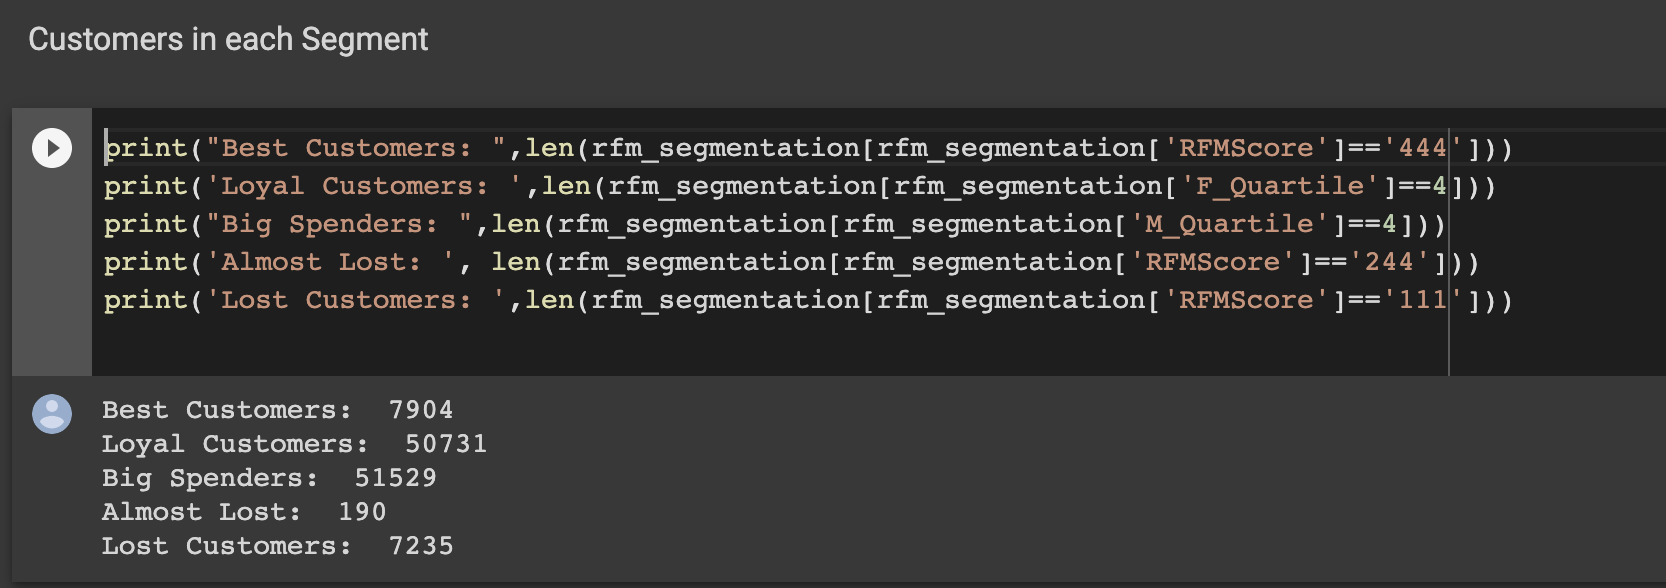 Customers in each Segment
print("Best Customers: ",len(rfm_segmentation[rfm_segmentation['RFMScore']=='444']))
print('Loyal Customers: ',len(rfm_segmentation[rfm_segmentation['F_Quartile']==4]))
print("Big Spenders: ",len(rfm_segmentation[rfm_segmentation['M_Quartile']==4]))
print('Almost Lost: ', len(rfm_segmentation[rfm_segmentation['RFMScore']=='244']))
print('Lost Customers: ',len(rfm_segmentation[rfm_segmentation['RFMScore']=='111']))
Best Customers:  7904
Loyal Customers:  50731
Big Spenders:  51529
Almost Lost:  190
Lost Customers:  7235